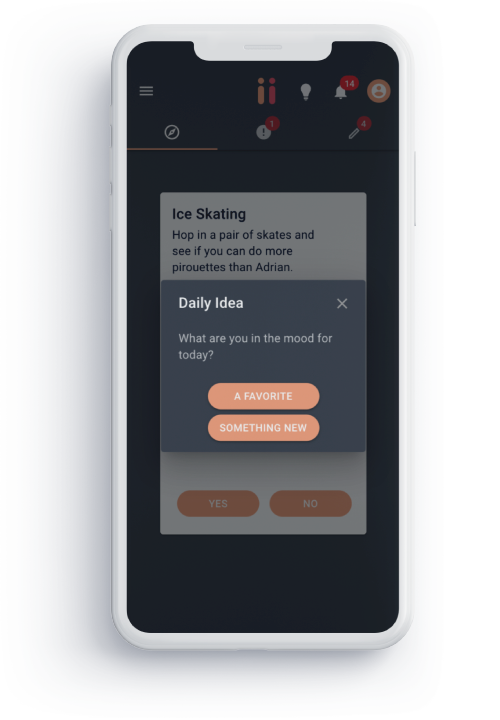 14
1
4
Ice Skating
Hop in a pair of skates and
see if you can do more
pirouettes than Adrian.
Daily Idea
What are you in the mood for
today?
A FAVORITE
SOMETHING NEW
YES
NO